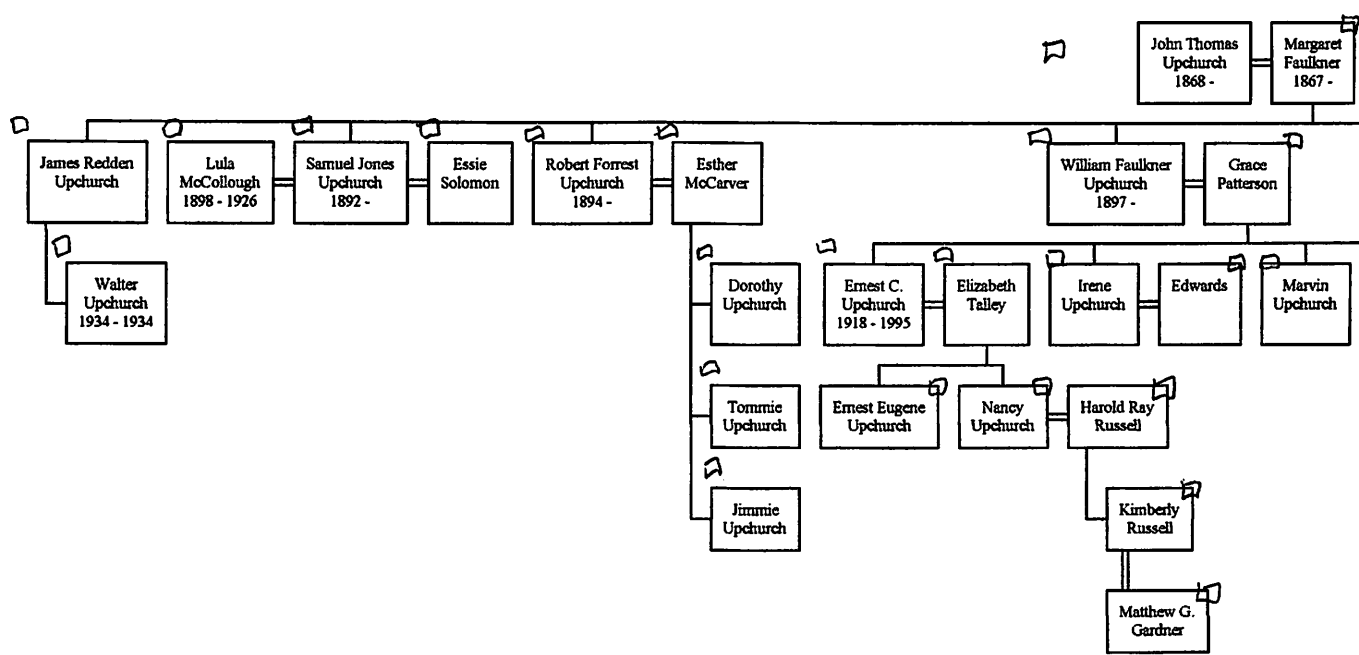 John Thomas
Upchurch
1868 -
Margaret
Faulkner
1867 -
James Redden
Upchurch
Lula
McCollough
1898 - 1926
Samuel Jones
Upchurch
1892 -
Essie
Solomon
Robert Forrest
Upchurch
1894 -
Esther
McCarver
William Faulkner
Upchurch
1897 -
Grace
Patterson
Walter
Upchurch
1934 - 1934
Dorothy
Upchurch
Ernest C.
Upchurch
1918 - 1995
Elizabeth
Talley
Irene
Upchurch
Edwards
Marvin
Upchurch
Tommie
Upchurch
Ernest Eugene
Upchurch
Nancy
Upchurch
Harold Ray
Russell
Jimmie
Upchurch
Kimberly
Russell
Matthew G.
Gardner